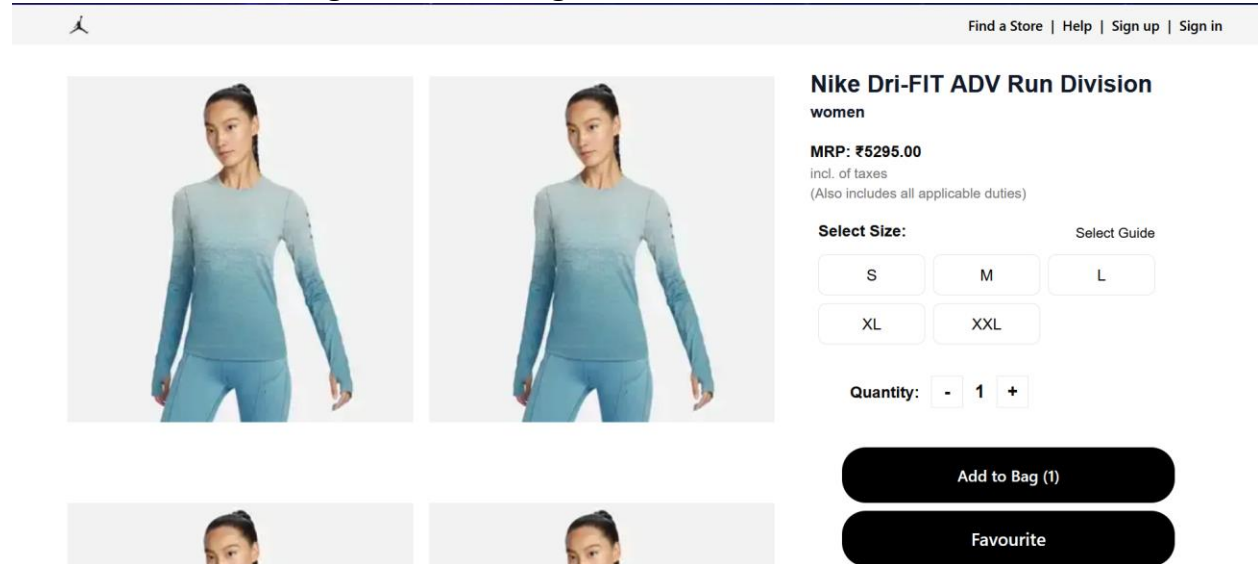 Find a Store | Help | Sign up | Sign in
Nike Dri-FIT ADV Run Division
women
MRP: ₹5295.00
incl. of taxes
(Also includes all applicable duties)
Select Size: Select Guide
S M L
XL XXL
Quantity: - 1 +
Add to Bag (1)
Favourite